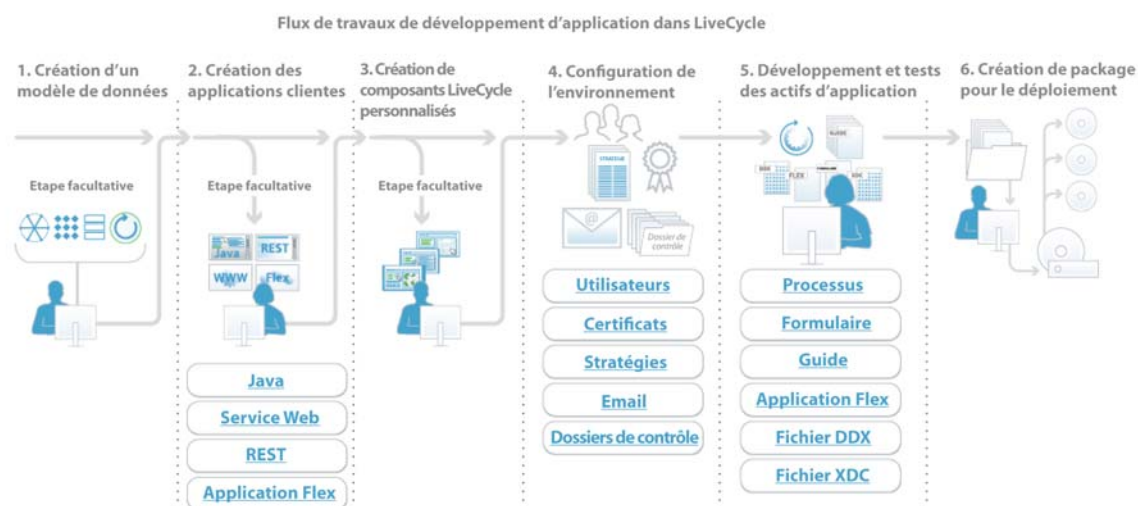 Flux de travaux de développement d'application dans LiveCycle
1. Création d'un
modèle de données
2. Création des
applications clientes
3. Création de
composants LiveCycle
personnalisés
4. Configuration de
l'environnement
5. Développement et tests
des actifs d'application
6. Création de package
pour le déploiement
Etape facultative
Etape facultative
Java
REST
WWW
Flex
Java
Service Web
REST
Application Flex
Etape facultative
STRATEGIE
@
Dossier de
contrôle
Utilisateurs
Certificats
Stratégies
Email
Dossiers de contrôle
GUIDE
DDX
FLEX
XDC
Processus
Formulaire
Guide
Application Flex
Fichier DDX
Fichier XDC